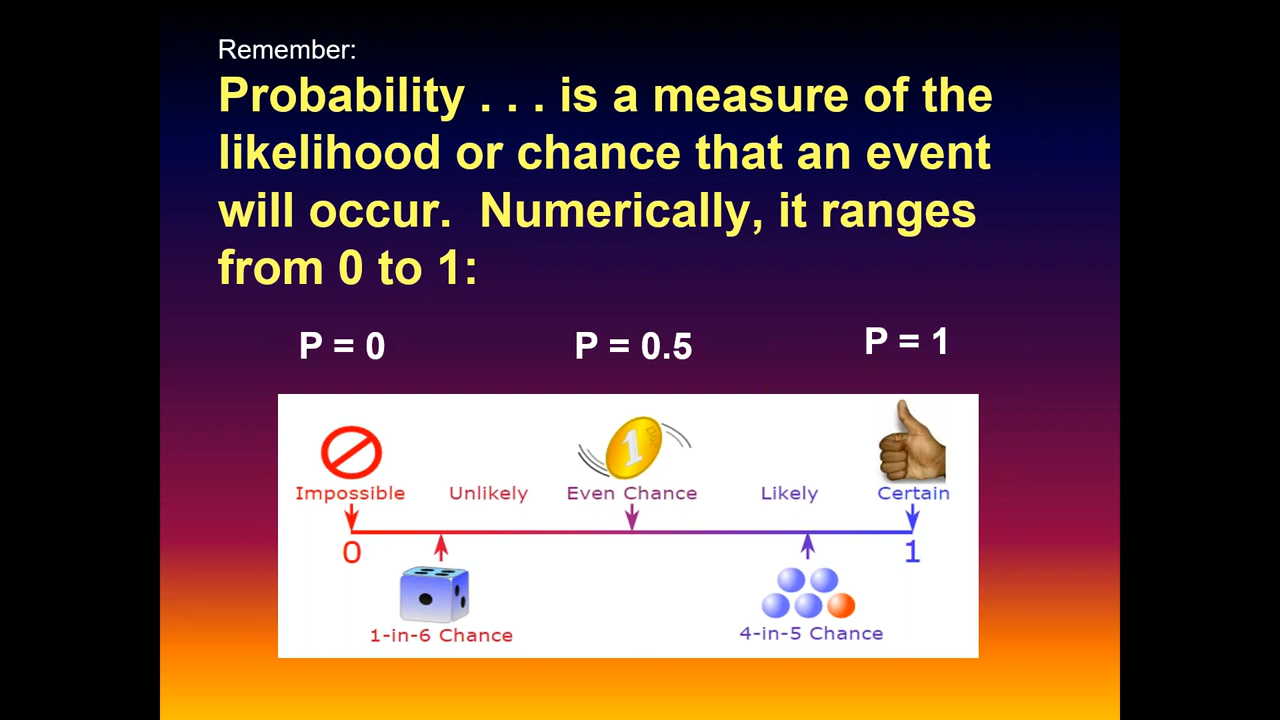 Remember:
Probability . . . is a measure of the
likelihood or chance that an event
will occur.  Numerically, it ranges
from 0 to 1:
P = 0 P = 0.5 P = 1
1
Impossible Unlikely Even Chance Likely Certain
0 1
1-in-6 Chance 4-in-5 Chance